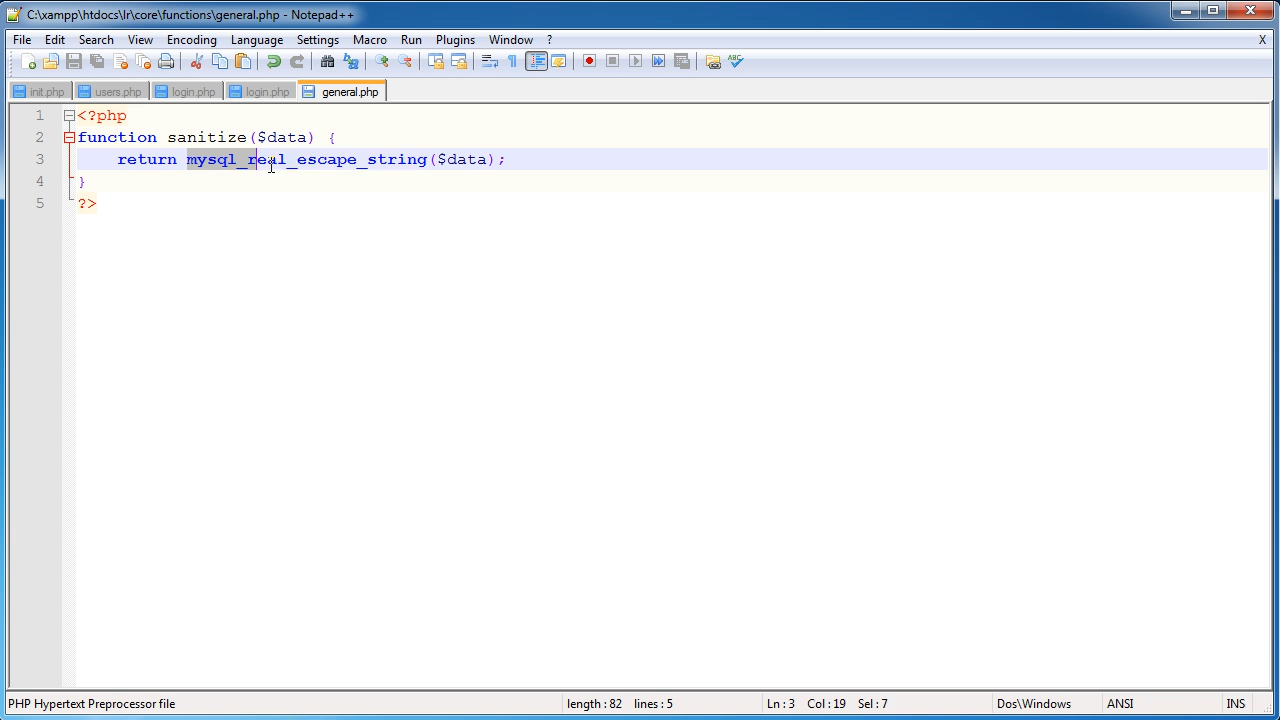 C:\xampp\htdocs\lr\core\functions\general.php - Notepad++
File Edit Search View Encoding Language Settings Macro Run Plugins Window ? X
init.php users.php login.php login.php general.php
1 <?php
2 function sanitize($data) {
3 return mysql_real_escape_string($data);
4 }
5 ?>
PHP Hypertext Preprocessor file length : 82 lines : 5 Ln : 3 Col : 19 Sel : 7 Dos\Windows ANSI INS